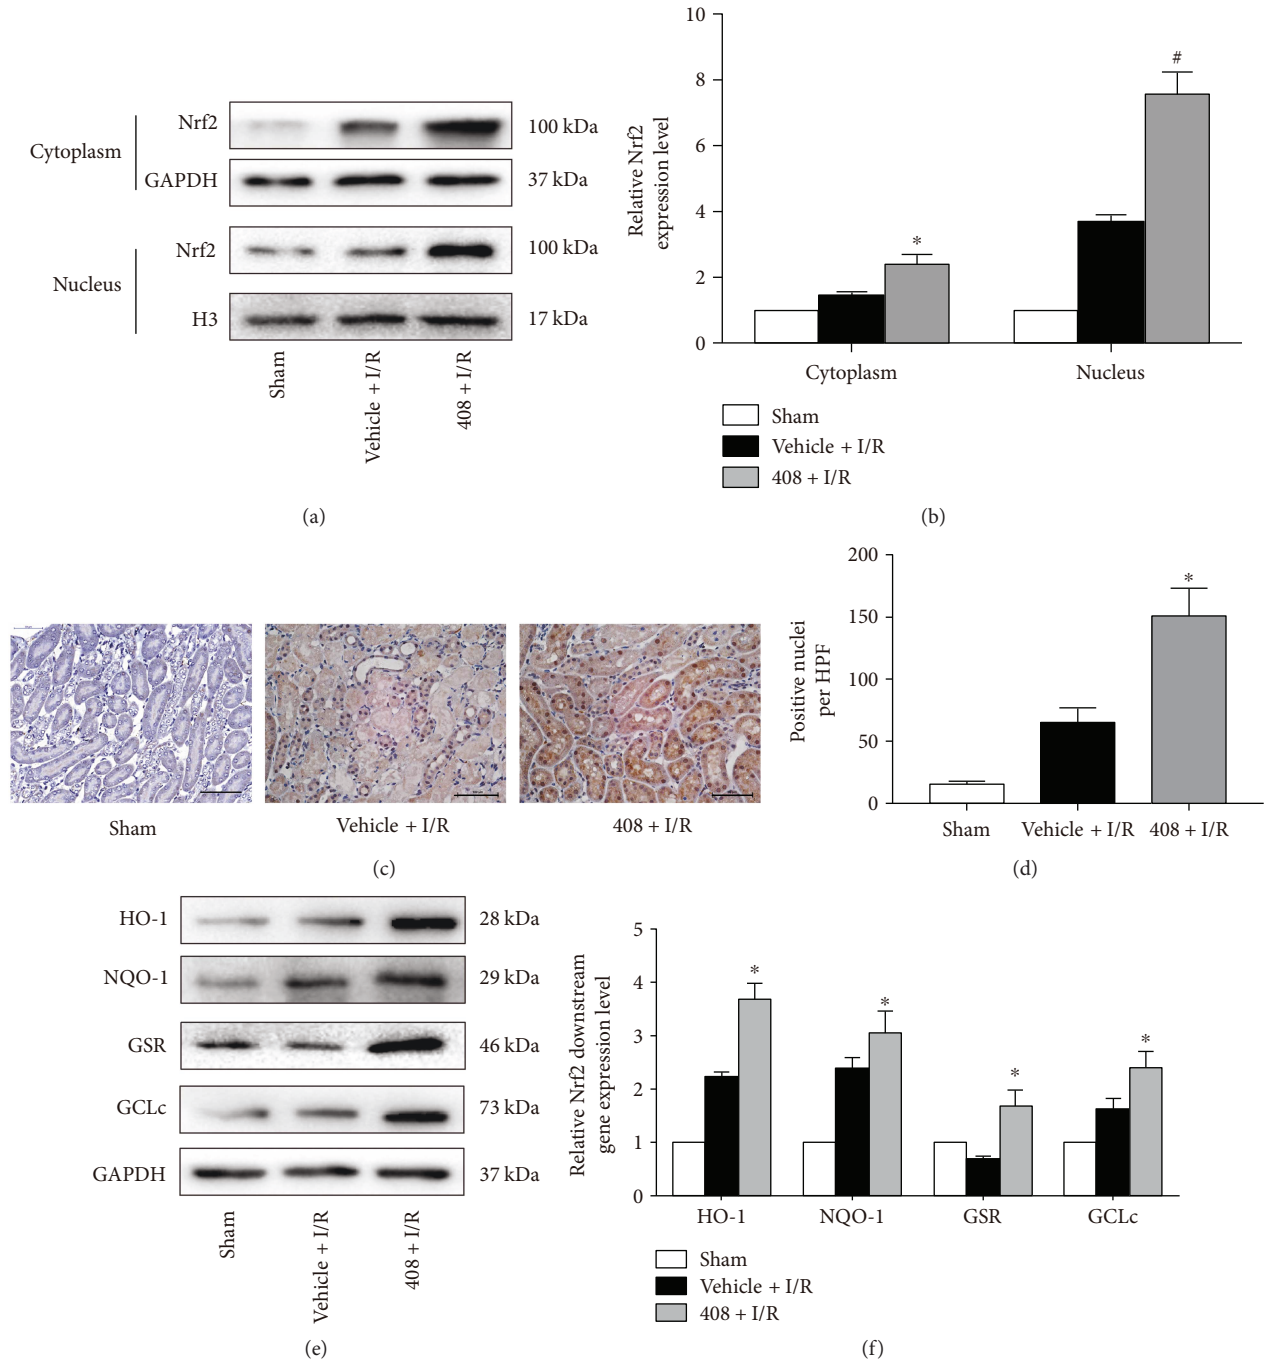 Cytoplasm
Nrf2
100 kDa
GAPDH
37 kDa
Nucleus
Nrf2
100 kDa
H3
17 kDa
Sham
Vehicle + I/R
408 + I/R
(a)
Relative Nrf2
expression level
10
8
6
4
2
0
*
#
Cytoplasm
Nucleus
Sham
Vehicle + I/R
408 + I/R
(b)
Sham
Vehicle + I/R
408 + I/R
(c)
Positive nuclei
per HPF
200
150
100
50
0
*
Sham
Vehicle + I/R
408 + I/R
(d)
HO-1
28 kDa
NQO-1
29 kDa
GSR
46 kDa
GCLc
73 kDa
GAPDH
37 kDa
Sham
Vehicle + I/R
408 + I/R
(e)
Relative Nrf2 downstream
gene expression level
5
4
3
2
1
0
*
*
*
*
HO-1
NQO-1
GSR
GCLc
Sham
Vehicle + I/R
408 + I/R
(f)